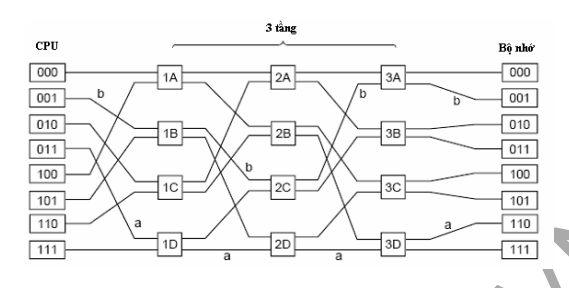 3 tầng
CPU
Bộ nhớ
000 1A 2A 3A 000
001 b b b 001
010 1B 2B 3B 010
011 b 011
100 1C 2C 3C 100
101 101
110 a a 110
111 1D a 2D a 3D 111